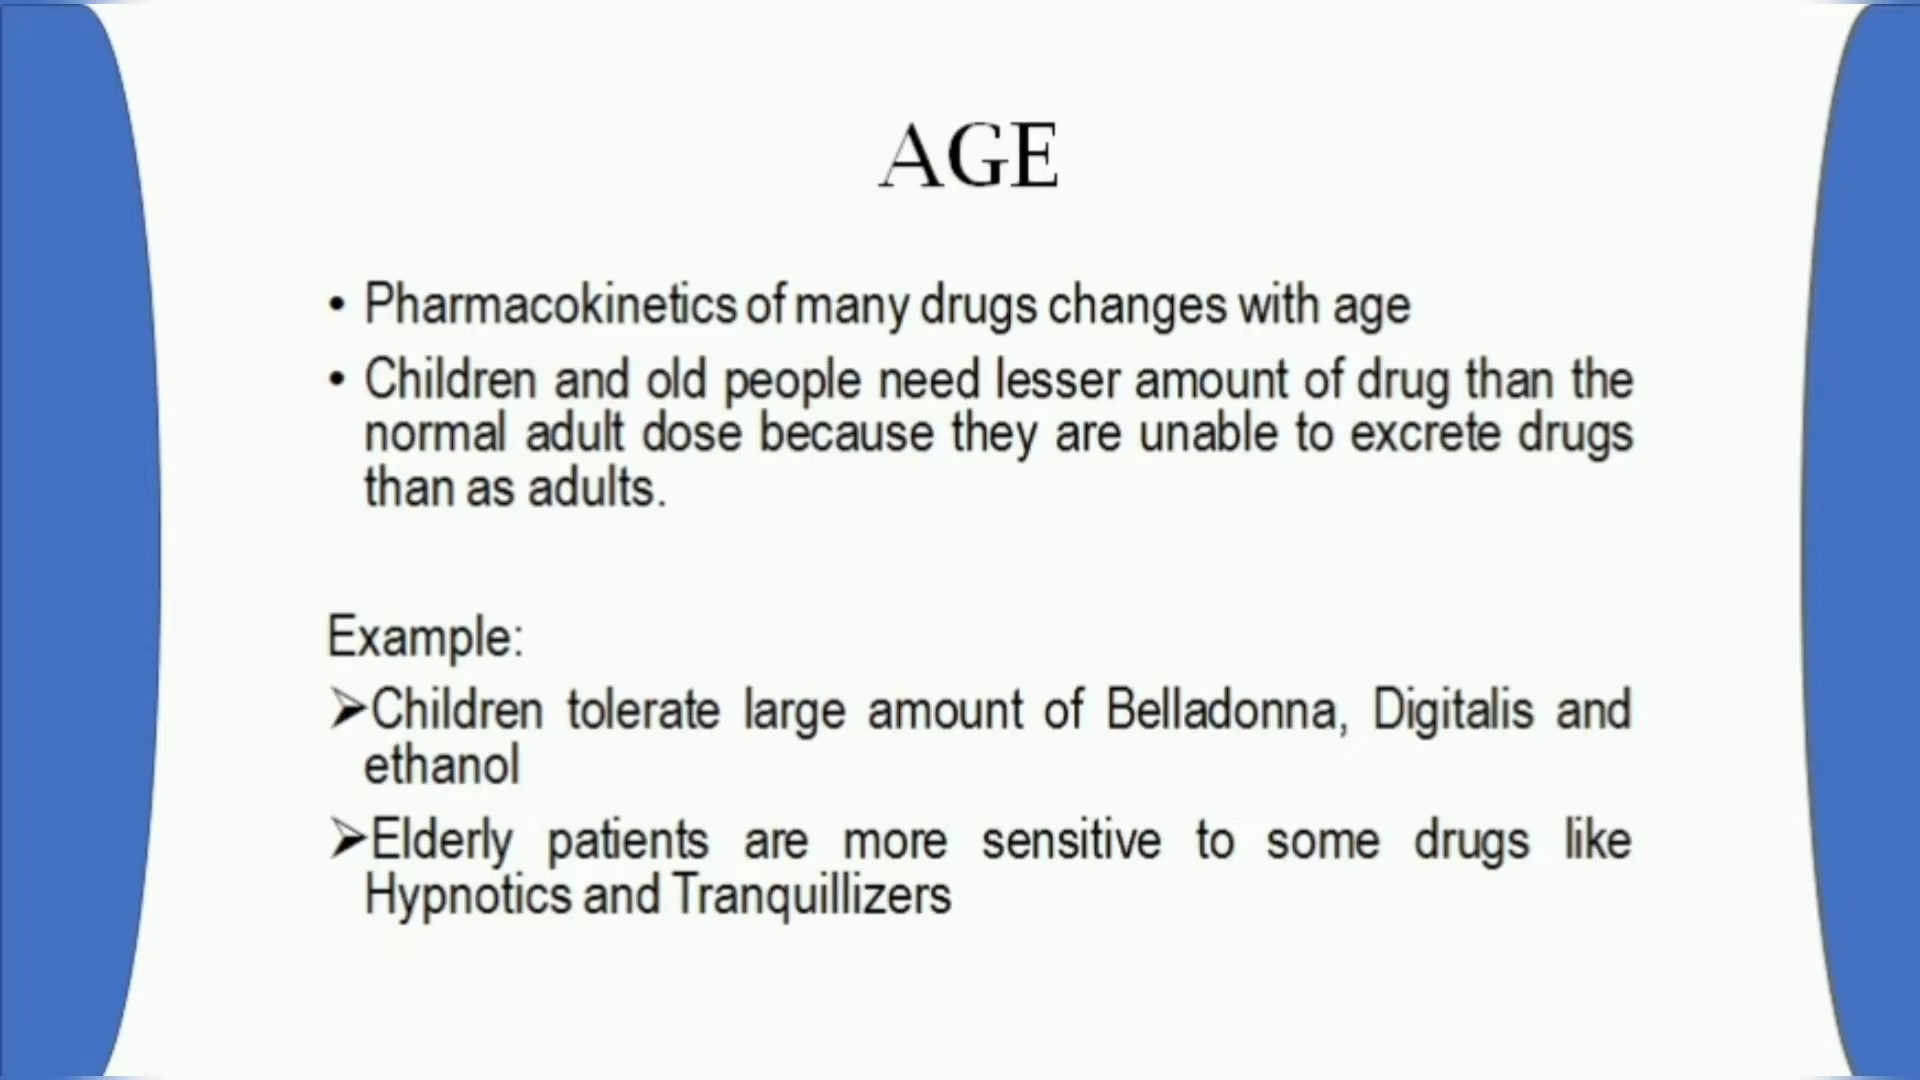 AGE
• Pharmacokinetics of many drugs changes with age
• Children and old people need lesser amount of drug than the
normal adult dose because they are unable to excrete drugs
than as adults.
Example:
➢Children tolerate large amount of Belladonna, Digitalis and
ethanol
➢Elderly patients are more sensitive to some drugs like
Hypnotics and Tranquillizers